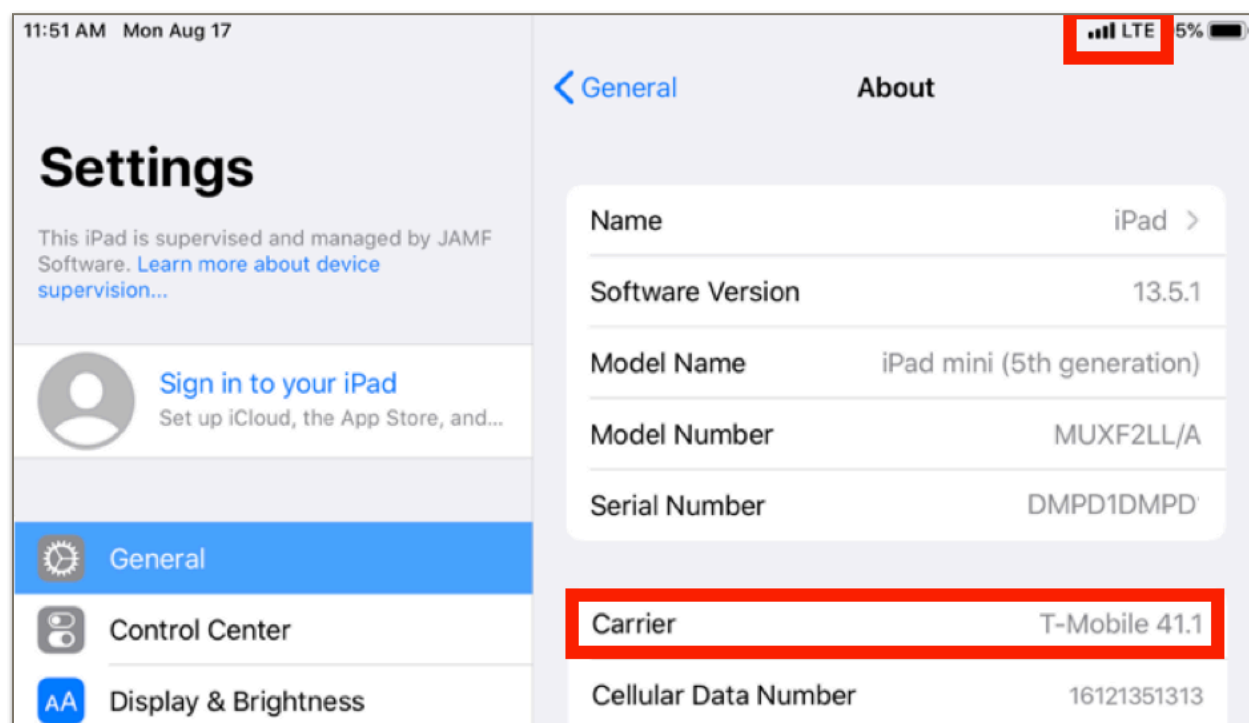 11:51 AM Mon Aug 17
LTE 5%
General
About
Settings
This iPad is supervised and managed by JAMF
Software. Learn more about device
supervision...
Sign in to your iPad
Set up iCloud, the App Store, and...
General
Control Center
AA Display & Brightness
Name iPad
Software Version 13.5.1
Model Name iPad mini (5th generation)
Model Number MUXF2LL/A
Serial Number DMPD1DMPD
Carrier T-Mobile 41.1
Cellular Data Number 16121351313